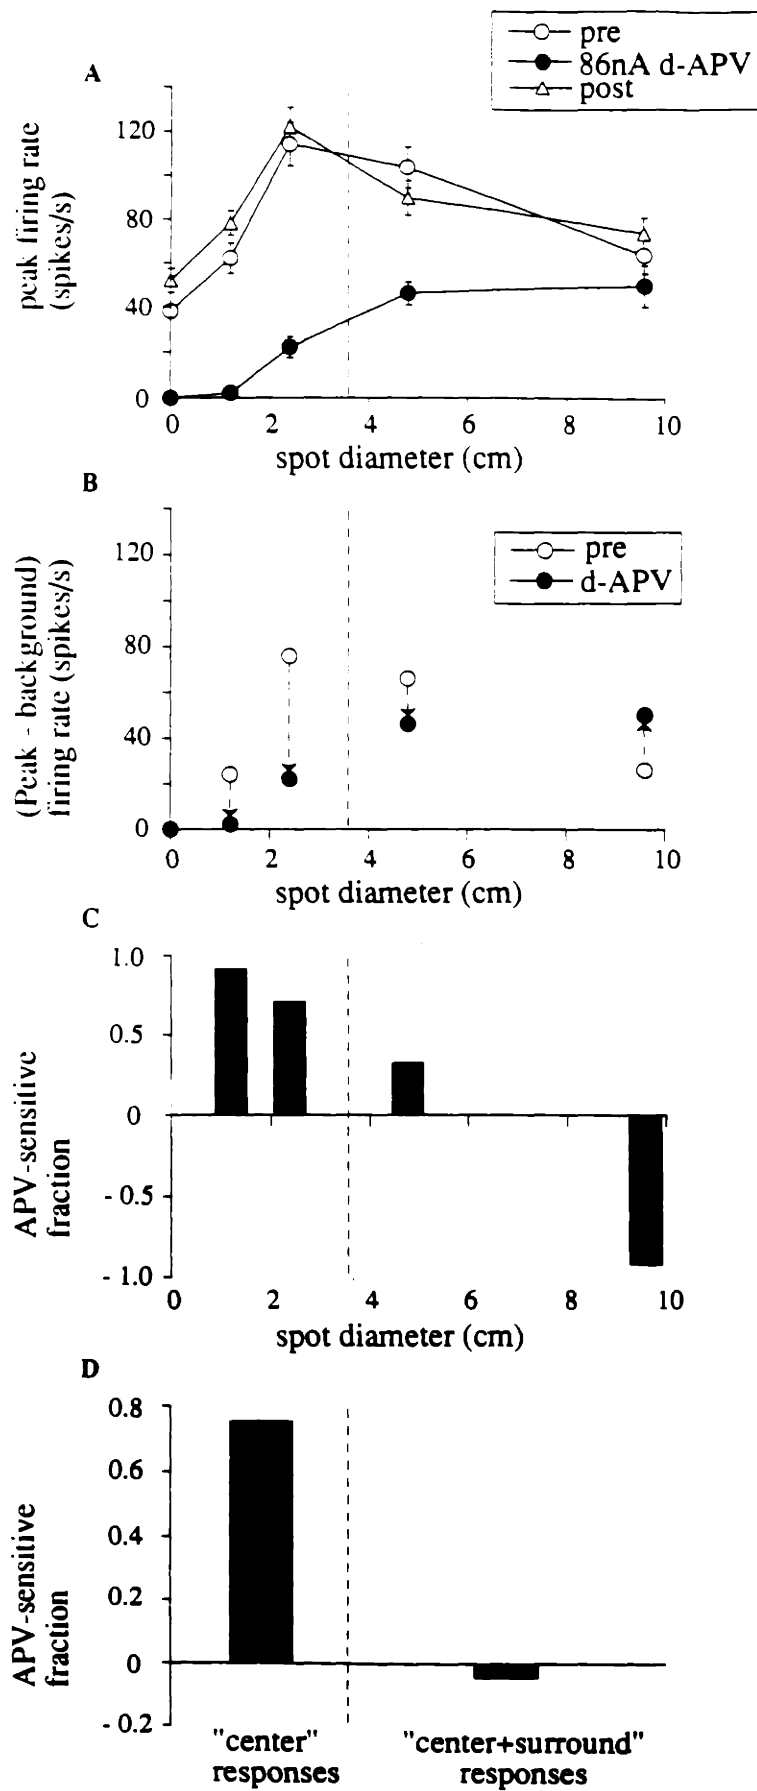 pre
86nA d-APV
post
A
120
80
40
0
peak firing rate
(spikes/s)
0 2 4 6 8 10
spot diameter (cm)
B
pre
d-APV
120
80
40
0
(Peak - background)
firing rate (spikes/s)
0 2 4 6 8 10
spot diameter (cm)
C
1.0
0.5
0
- 0.5
- 1.0
APV-sensitive
fraction
0 2 4 6 8 10
spot diameter (cm)
D
0.8
0.6
0.4
0.2
0
- 0.2
APV-sensitive
fraction
"center"
responses
"center+surround"
responses